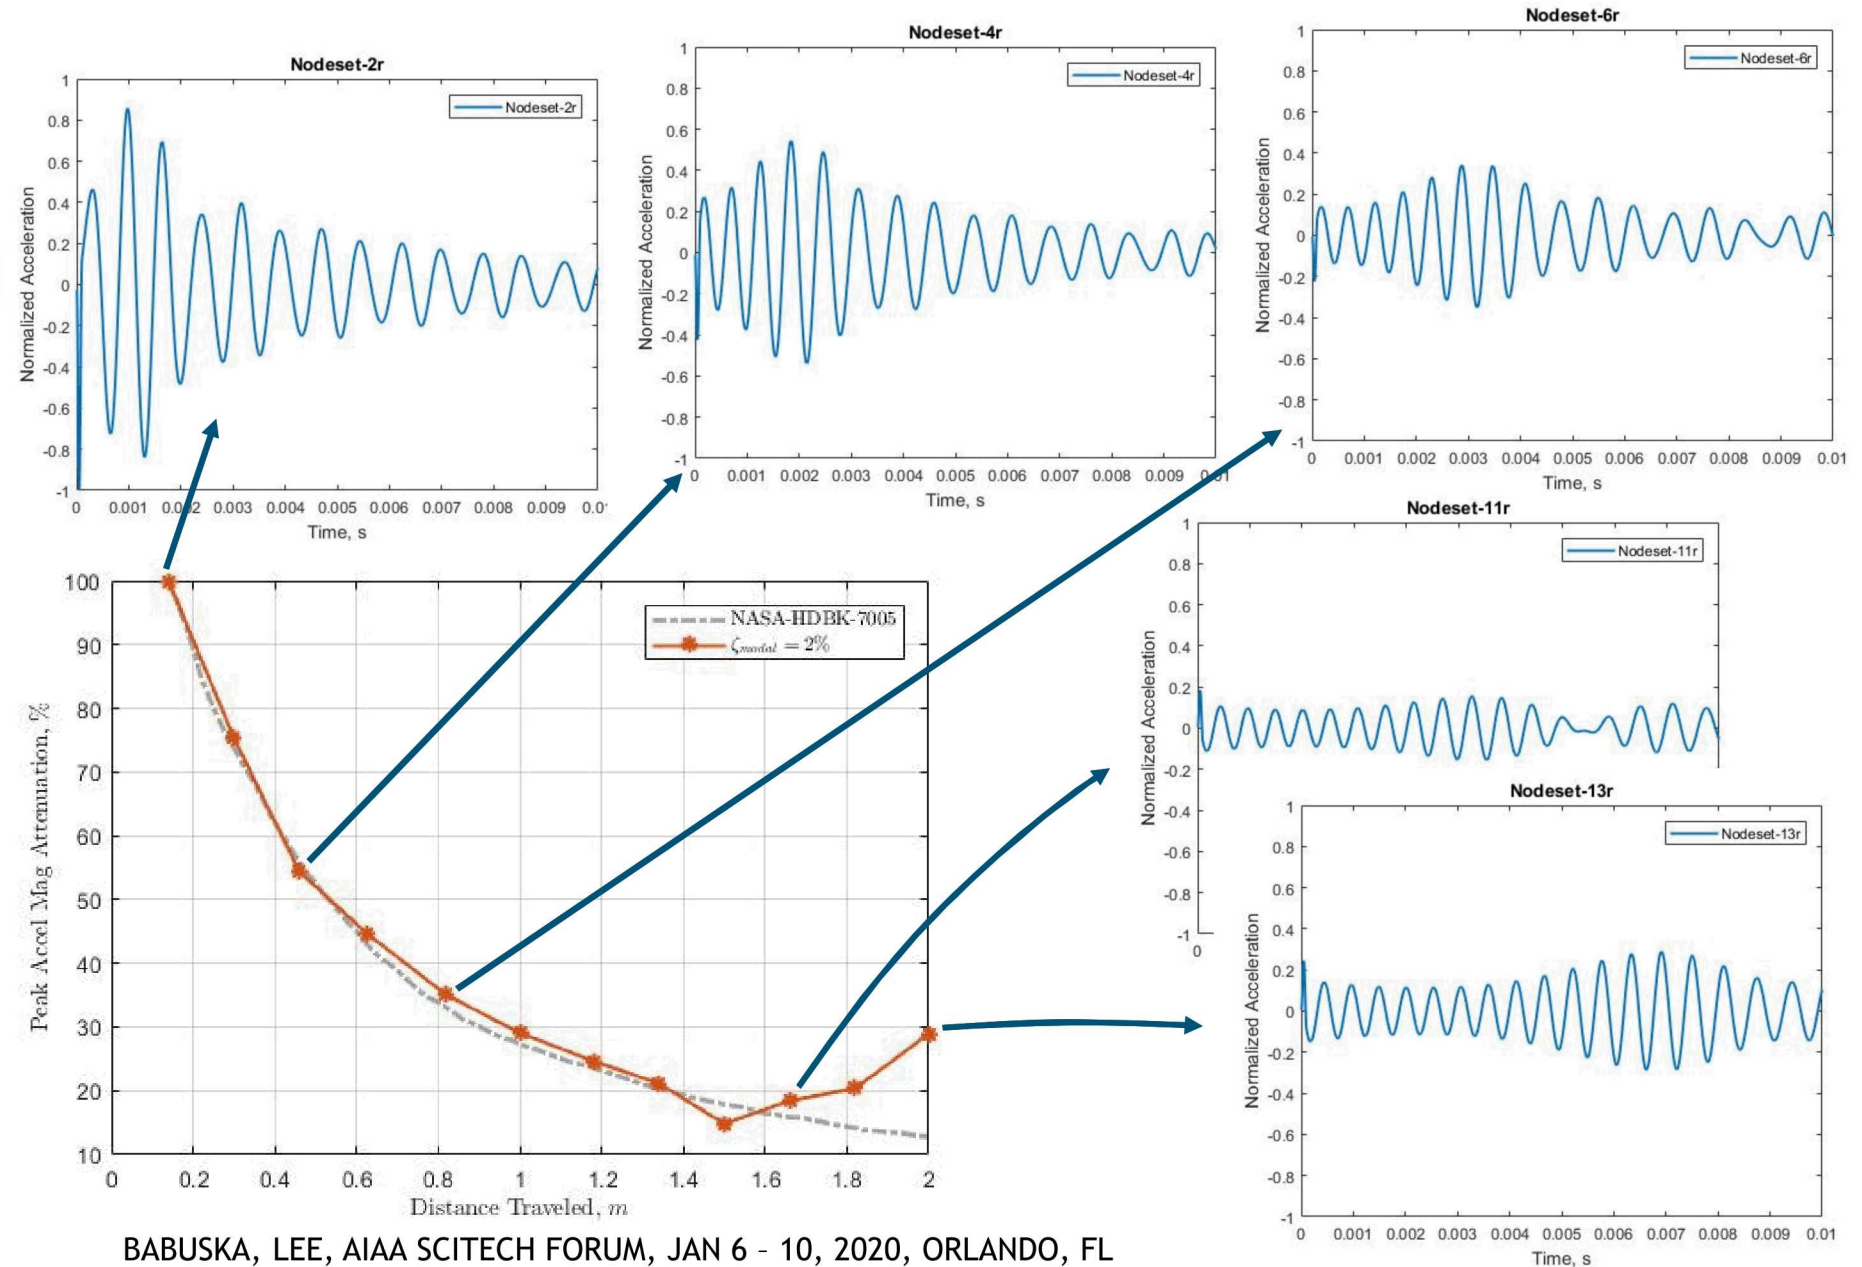 Nodeset-2r
Nodeset-2r
Normalized Acceleration
1
0.8
0.6
0.4
0.2
0
-0.2
-0.4
-0.6
-0.8
-1
0 0.001 0.002 0.003 0.004 0.005 0.006 0.007 0.008 0.009
Time, s
Nodeset-4r
Nodeset-4r
Normalized Acceleration
1
0.8
0.6
0.4
0.2
0
-0.2
-0.4
-0.6
-0.8
-1
0 0.001 0.002 0.003 0.004 0.005 0.006 0.007 0.008 0.009 0.01
Time, s
Nodeset-6r
Nodeset-6r
Normalized Acceleration
1
0.8
0.6
0.4
0.2
0
-0.2
-0.4
-0.6
-0.8
-1
0 0.001 0.002 0.003 0.004 0.005 0.006 0.007 0.008 0.009 0.01
Time, s
NASA-HDBK-7005
ζmodal = 2%
Peak Accel Mag Attenuation, %
100
90
80
70
60
50
40
30
20
10
0 0.2 0.4 0.6 0.8 1 1.2 1.4 1.6 1.8 2
Distance Traveled, m
Nodeset-11r
Nodeset-11r
Normalized Acceleration
1
0.8
0.6
0.4
0.2
0
-0.2
-0.4
-0.6
-0.8
-1
0
Nodeset-13r
Nodeset-13r
Normalized Acceleration
1
0.8
0.6
0.4
0.2
0
-0.2
-0.4
-0.6
-0.8
-1
0 0.001 0.002 0.003 0.004 0.005 0.006 0.007 0.008 0.009 0.01
Time, s
BABUSKA, LEE, AIAA SCITECH FORUM, JAN 6 – 10, 2020, ORLANDO, FL